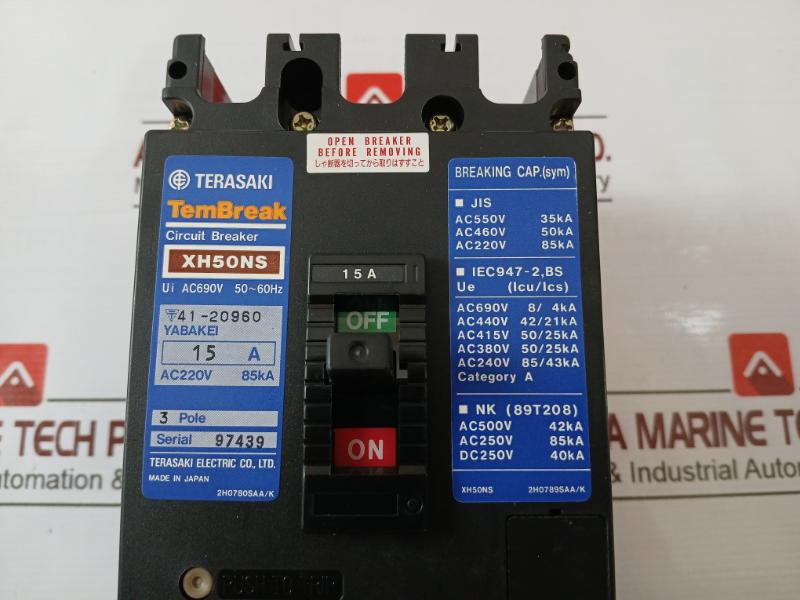 OPEN BREAKER
BEFORE REMOVING
しゃ断器を切ってから取りはずすこと
TERASAKI
TemBreak
Circuit Breaker
XH50NS
Ui AC690V 50~60Hz
41-20960
YABAKEI
15 A
AC220V 85kA
3 Pole
Serial 97439
TERASAKI ELECTRIC CO., LTD.
MADE IN JAPAN
2H0780SAA/K
15A
OFF
ON
PUSH TO TRIP
BREAKING CAP.(sym)
■ JIS
AC550V 35kA
AC460V 50kA
AC220V 85kA
■ IEC947-2,BS
Ue (Icu/Ics)
AC690V 8/ 4kA
AC440V 42/21kA
AC415V 50/25kA
AC380V 50/25kA
AC240V 85/43kA
Category A
■ NK (89T208)
AC500V 42kA
AC250V 85kA
DC250V 40kA
XH50NS 2H0789SAA/K
TECH
Automation &
MARINE
& Industrial Autom